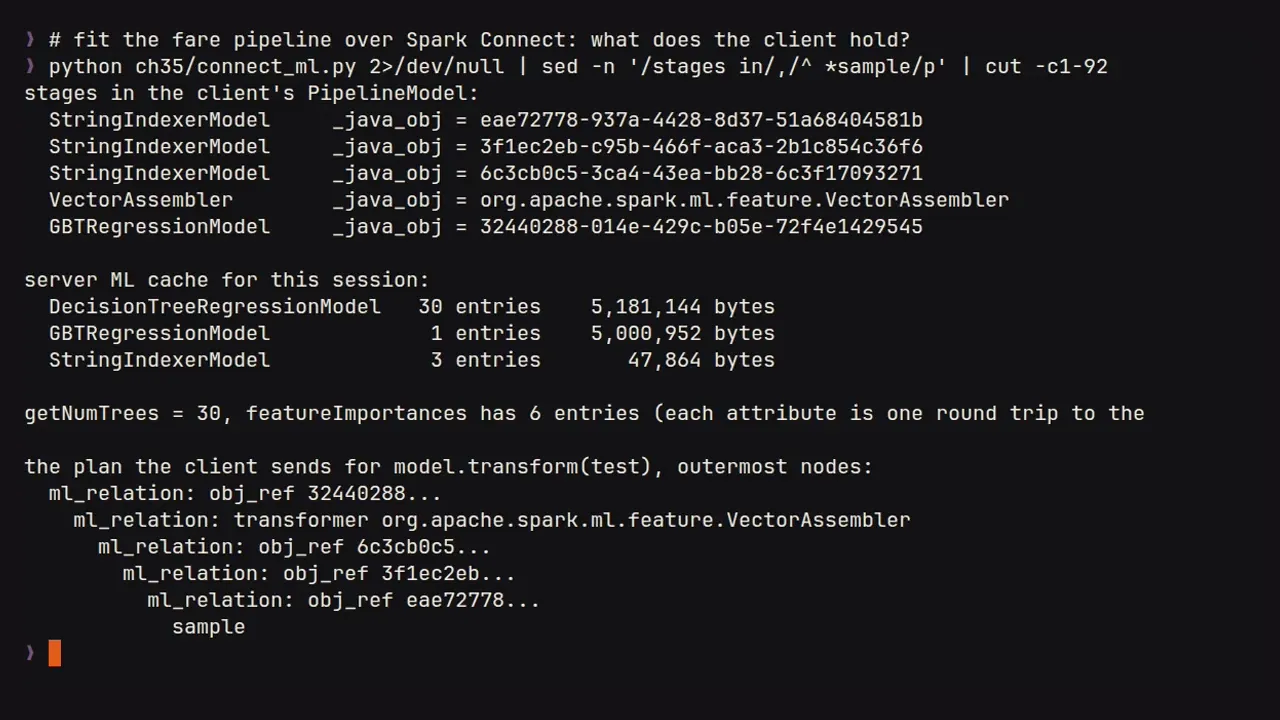 ❯ # fit the fare pipeline over Spark Connect: what does the client hold?
❯ python ch35/connect_ml.py 2>/dev/null | sed -n '/stages in/,/^ *sample/p' | cut -c1-92
stages in the client's PipelineModel:
  StringIndexerModel     _java_obj = eae72778-937a-4428-8d37-51a68404581b
  StringIndexerModel     _java_obj = 3f1ec2eb-c95b-466f-aca3-2b1c854c36f6
  StringIndexerModel     _java_obj = 6c3cb0c5-3ca4-43ea-bb28-6c3f17093271
  VectorAssembler        _java_obj = org.apache.spark.ml.feature.VectorAssembler
  GBTRegressionModel     _java_obj = 32440288-014e-429c-b05e-72f4e1429545
server ML cache for this session:
  DecisionTreeRegressionModel   30 entries    5,181,144 bytes
  GBTRegressionModel             1 entries    5,000,952 bytes
  StringIndexerModel             3 entries       47,864 bytes
getNumTrees = 30, featureImportances has 6 entries (each attribute is one round trip to the
the plan the client sends for model.transform(test), outermost nodes:
  ml_relation: obj_ref 32440288...
    ml_relation: transformer org.apache.spark.ml.feature.VectorAssembler
      ml_relation: obj_ref 6c3cb0c5...
        ml_relation: obj_ref 3f1ec2eb...
          ml_relation: obj_ref eae72778...
            sample
❯